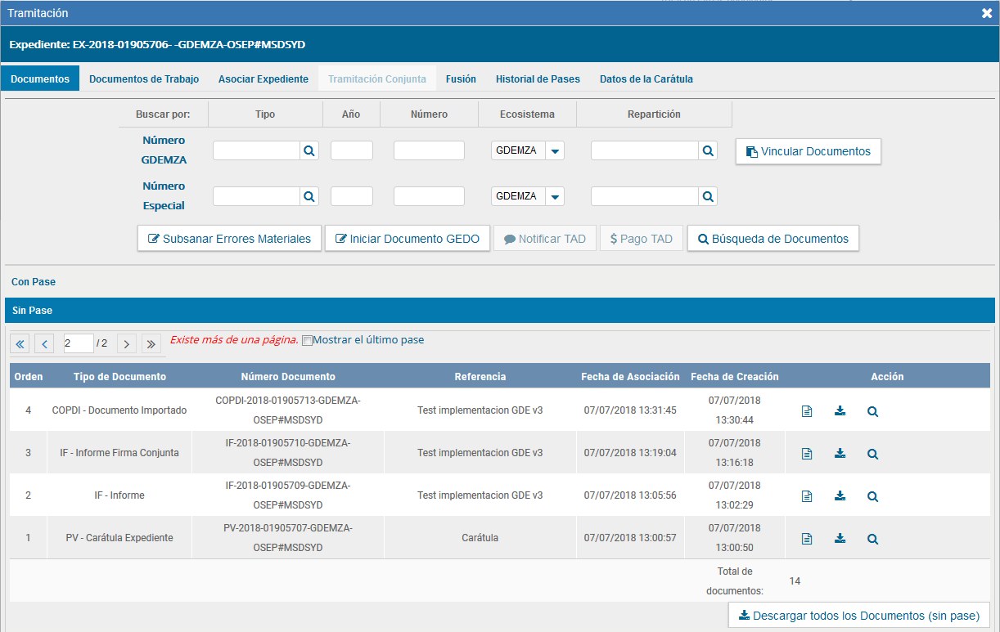 Tramitación
Expediente: EX-2018-01905706- -GDEMZA-OSEP#MSDSYD
Documentos Documentos de Trabajo Asociar Expediente Tramitación Conjunta Fusión Historial de Pases Datos de la Carátula
Buscar por: Tipo Año Número Ecosistema Repartición
Número
GDEMZA
GDEMZA
Vincular Documentos
Número
Especial
GDEMZA
Subsanar Errores Materiales Iniciar Documento GEDO Notificar TAD $ Pago TAD Búsqueda de Documentos
Con Pase
Sin Pase
2 / 2 Existe más de una página. Mostrar el último pase
Orden Tipo de Documento Número Documento Referencia Fecha de Asociación Fecha de Creación Acción
4 COPDI - Documento Importado COPDI-2018-01905713-GDEMZA-
OSEP#MSDSYD Test implementacion GDE v3 07/07/2018 13:31:45 07/07/2018
13:30:44
3 IF - Informe Firma Conjunta IF-2018-01905710-GDEMZA-
OSEP#MSDSYD Test implementacion GDE v3 07/07/2018 13:19:04 07/07/2018
13:16:18
2 IF - Informe IF-2018-01905709-GDEMZA-
OSEP#MSDSYD Test implementacion GDE v3 07/07/2018 13:05:56 07/07/2018
13:02:29
1 PV - Carátula Expediente PV-2018-01905707-GDEMZA-
OSEP#MSDSYD Carátula 07/07/2018 13:00:57 07/07/2018
13:00:50
Total de
documentos: 14
Descargar todos los Documentos (sin pase)